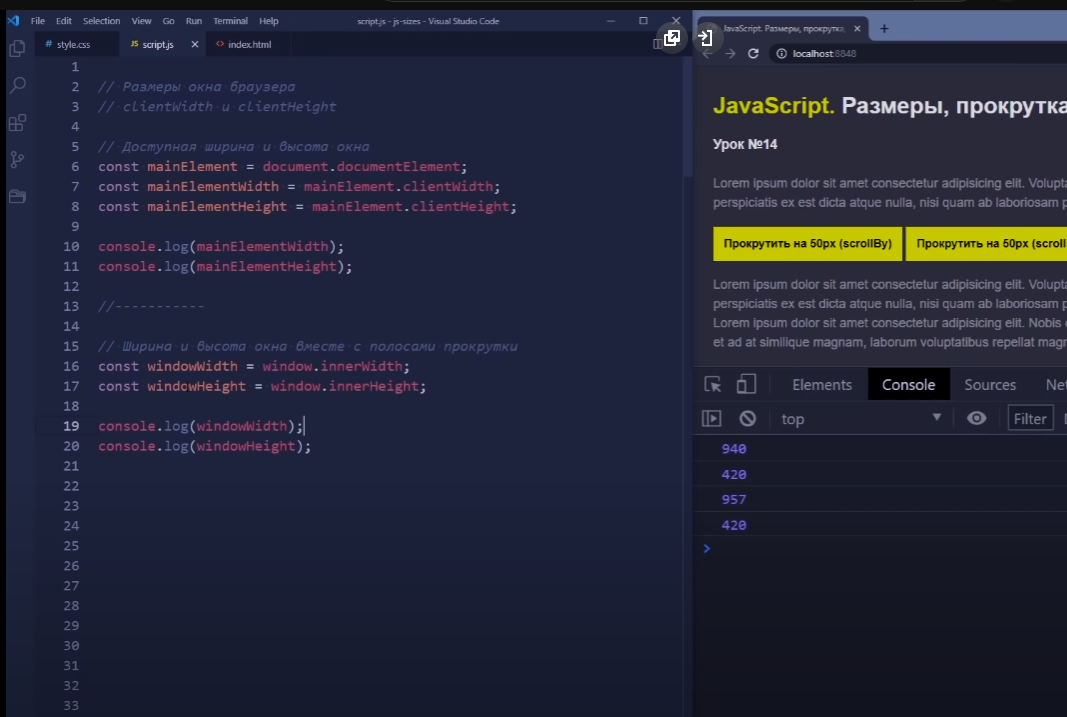 File Edit Selection View Go Run Terminal Help script.js - js-sizes - Visual Studio Code
# style.css JS script.js × <> index.html
1
2 // Размеры окна браузера
3 // clientWidth и clientHeight
4
5 // Доступная ширина и высота окна
6 const mainElement = document.documentElement;
7 const mainElementWidth = mainElement.clientWidth;
8 const mainElementHeight = mainElement.clientHeight;
9
10 console.log(mainElementWidth);
11 console.log(mainElementHeight);
12
13 //-----------
14
15 // Ширина и высота окна вместе с полосами прокрутки
16 const windowWidth = window.innerWidth;
17 const windowHeight = window.innerHeight;
18
19 console.log(windowWidth);
20 console.log(windowHeight);
21
22
23
24
25
26
27
28
29
30
31
32
33
JavaScript. Размеры, прокрутка,
localhost:8848
JavaScript. Размеры, прокрутка
Урок №14
Lorem ipsum dolor sit amet consectetur adipisicing elit. Volupta
perspiciatis ex est dicta atque nulla, nisi quam ab laboriosam p
Прокрутить на 50px (scrollBy) Прокрутить на 50px (scroll
Lorem ipsum dolor sit amet consectetur adipisicing elit. Volupta
perspiciatis ex est dicta atque nulla, nisi quam ab laboriosam p
Lorem ipsum dolor sit amet consectetur adipisicing elit. Nobis
et ad at similique magnam, laborum voluptatibus repellat magn
Elements Console Sources Net
top Filter
940
420
957
420